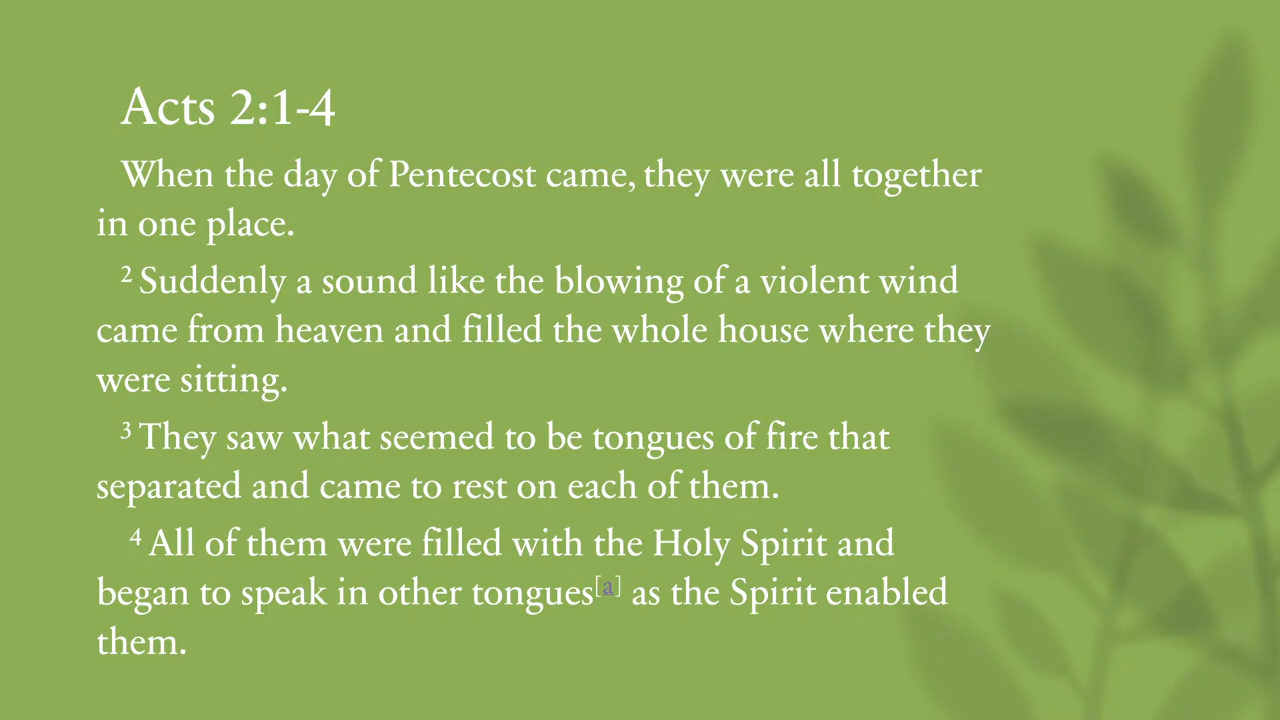 Acts 2:1-4
When the day of Pentecost came, they were all together
in one place.
2 Suddenly a sound like the blowing of a violent wind
came from heaven and filled the whole house where they
were sitting.
3 They saw what seemed to be tongues of fire that
separated and came to rest on each of them.
4 All of them were filled with the Holy Spirit and
began to speak in other tongues[a] as the Spirit enabled
them.